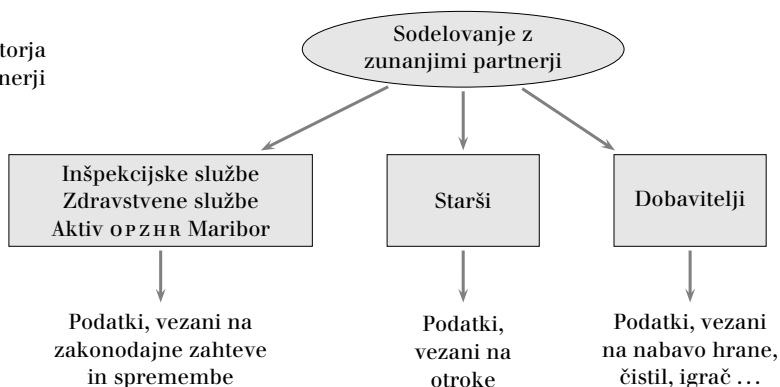 torja
nerji
Sodelovanje z
zunanjimi partnerji
Inšpekcijske službe
Zdravstvene službe
Aktiv OPZHR Maribor
Starši
Dobavitelji
Podatki, vezani na
zakonodajne zahteve
in spremembe
Podatki,
vezani na
otroke
Podatki, vezani
na nabavo hrane,
čistil, igrač ...